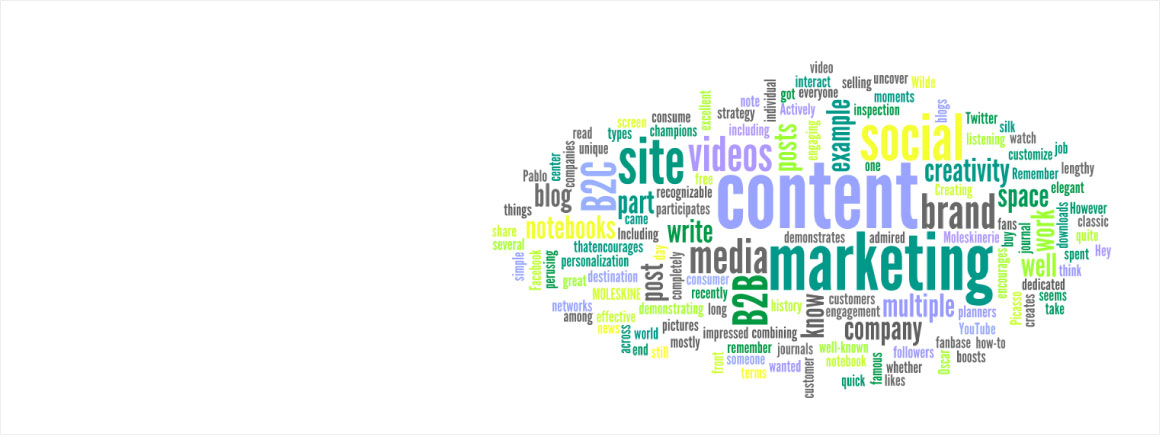 video
interact
selling
uncover
Wilde
individual
got
everyone
moments
note
strategy
Actively
example
inspection
blogs
excellent
consume
screen
types
champions
including
posts
engaging
social
Twitter
silk
listening
watch
read
unique
companies
center
site
videos
free
one
creativity
customize
job
Remember
lengthy
Pablo
B2C
blog
part
recognizable
participates
content
Creating
space
elegant
brand
things
came
notebooks
Including
write
demonstrates
admired
Moleskinerie
fans
buy
journal
work
downloads
However
classic
quite
Hey
share
several
simple
Facebook
perusing
thatencourages
personalization
great
destination
MOLESKINE
post
day
completely
media
consumer
marketing
encourages
well
spent
think
dedicated
networks
among
effective
news
demonstrating
recently
long
B2B
history
know
customers
engagement
multiple
planners
Picasso
creates
seems
take
across
world
end
still
pictures
mostly
impressed
combining
company
YouTube
fanbase
how-to
boosts
front
remember
someone
terms
wanted
journals
customer
well-known
notebook
quick
famous
followers
whether
likes
Oscar